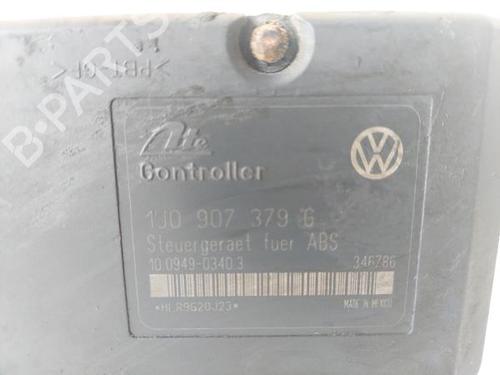 B-PARTS
>PBT-GF<
Ate
Controller
1J0 907 379 G
Steuergeraet fuer ABS
10.0949-0340.3 346786
*HLR9620J23* MADE IN MEXICO